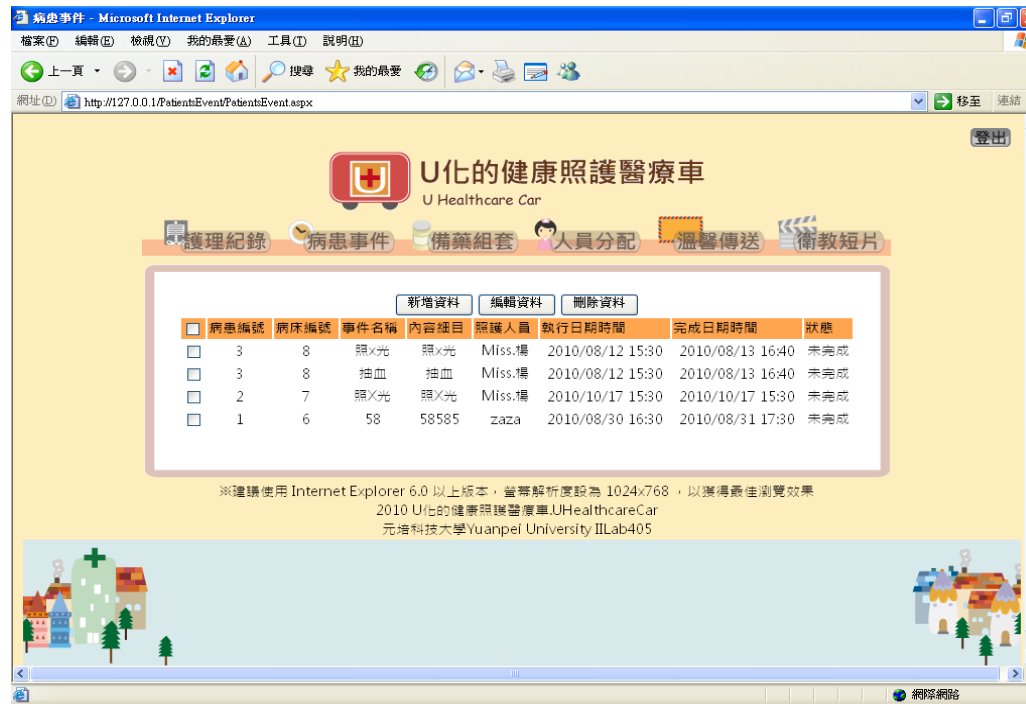 病患事件 - Microsoft Internet Explorer
檔案(F) 編輯(E) 檢視(V) 我的最愛(A) 工具(T) 說明(H)
上一頁 搜尋 我的最愛
網址(D) http://127.0.0.1/PatientsEvent/PatientsEvent.aspx 移至 連結
登出
U化的健康照護醫療車
U Healthcare Car
護理紀錄 病患事件 備藥組套 人員分配 溫馨傳送 衛教短片
新增資料 編輯資料 刪除資料
病患編號 病床編號 事件名稱 內容細目 照護人員 執行日期時間 完成日期時間 狀態
3 8 照x光 照x光 Miss.楊 2010/08/12 15:30 2010/08/13 16:40 未完成
3 8 抽血 抽血 Miss.楊 2010/08/12 15:30 2010/08/13 16:40 未完成
2 7 照X光 照X光 Miss.楊 2010/10/17 15:30 2010/10/17 15:30 未完成
1 6 58 58585 zaza 2010/08/30 16:30 2010/08/31 17:30 未完成
※建議使用 Internet Explorer 6.0 以上版本，螢幕解析度設為 1024x768 ，以獲得最佳瀏覽效果
2010 U化的健康照護醫療車.UHealthcareCar
元培科技大學Yuanpei University IILab405
網際網路